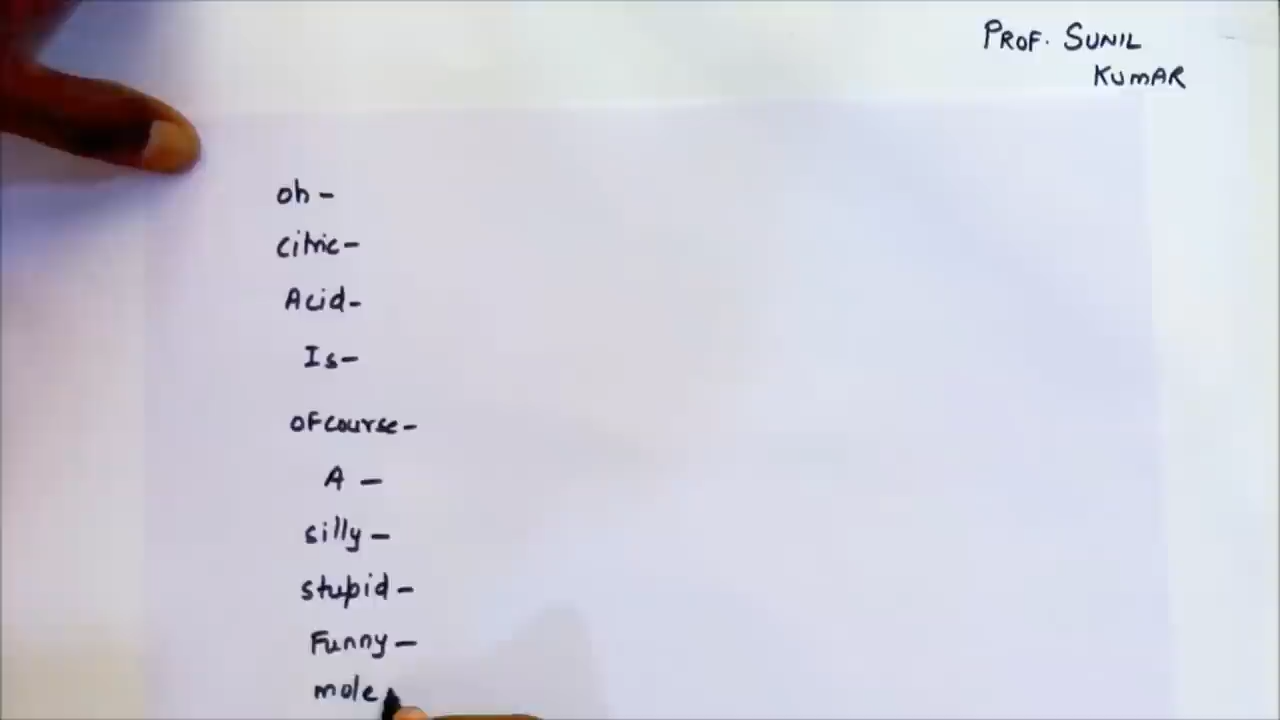 PROF. SUNIL
KUMAR
oh -
citric -
Acid -
Is -
ofcourse -
A -
silly -
stupid -
Funny -
mole